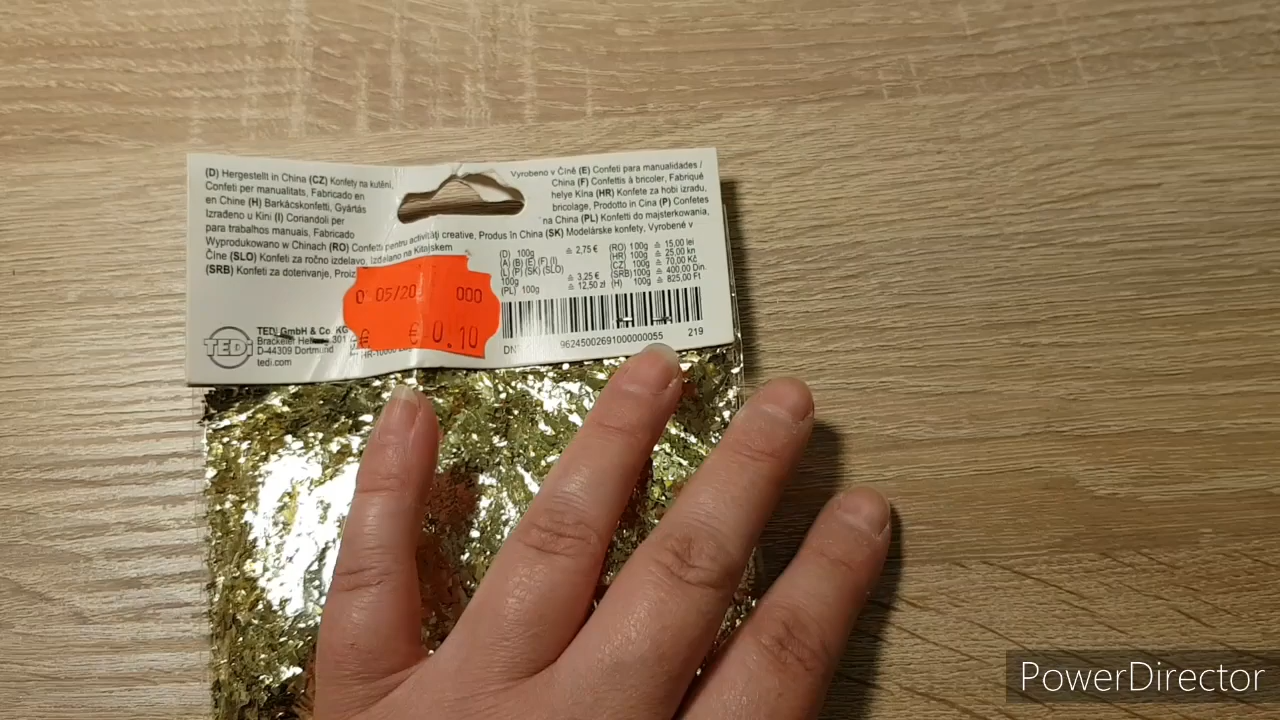 (D) Hergestellt in China (CZ) Konfety na kutění, Vyrobeno v Číně (E) Confeti para manualidades /
Confeti per manualitats, Fabricado en China (F) Confettis à bricoler, Fabriqué
en Chine (H) Barkácskonfetti, Gyártás helye Kína (HR) Konfete za hobi izradu,
Izrađeno u Kini (I) Coriandoli per bricolage, Prodotto in Cina (P) Confetes
para trabalhos manuais, Fabricado na China (PL) Konfetti do majsterkowania,
Wyprodukowano w Chinach (RO) Confetti pentru activități creative, Produs în China (SK) Modelárske konfety, Vyrobené v
Číne (SLO) Konfeti za ročno izdelavo, Izdelano na Kitajskem
(SRB) Konfeti za doterivanje,
(D) 100g ≙ 2,75 €
(A) (B) (E) (F) (I)
(L) (P) (SK) (SLO)
100g ≙ 3,25 €
(PL) 100g ≙ 12,50 zł
(RO) 100g ≙ 15,00 lei
(HR) 100g ≙ 25,00 kn
(CZ) 100g ≙ 70,00 Kč
(SRB) 100g ≙ 400,00 Din.
(H) 100g ≙ 825,00 Ft
05/20 000
€ € 0.10
TEDi
TEDi GmbH & Co. KG
Brackeler 301
D-44309 Dortmund
tedi.com
HR-10000
96245002691000000055 219
PowerDirector